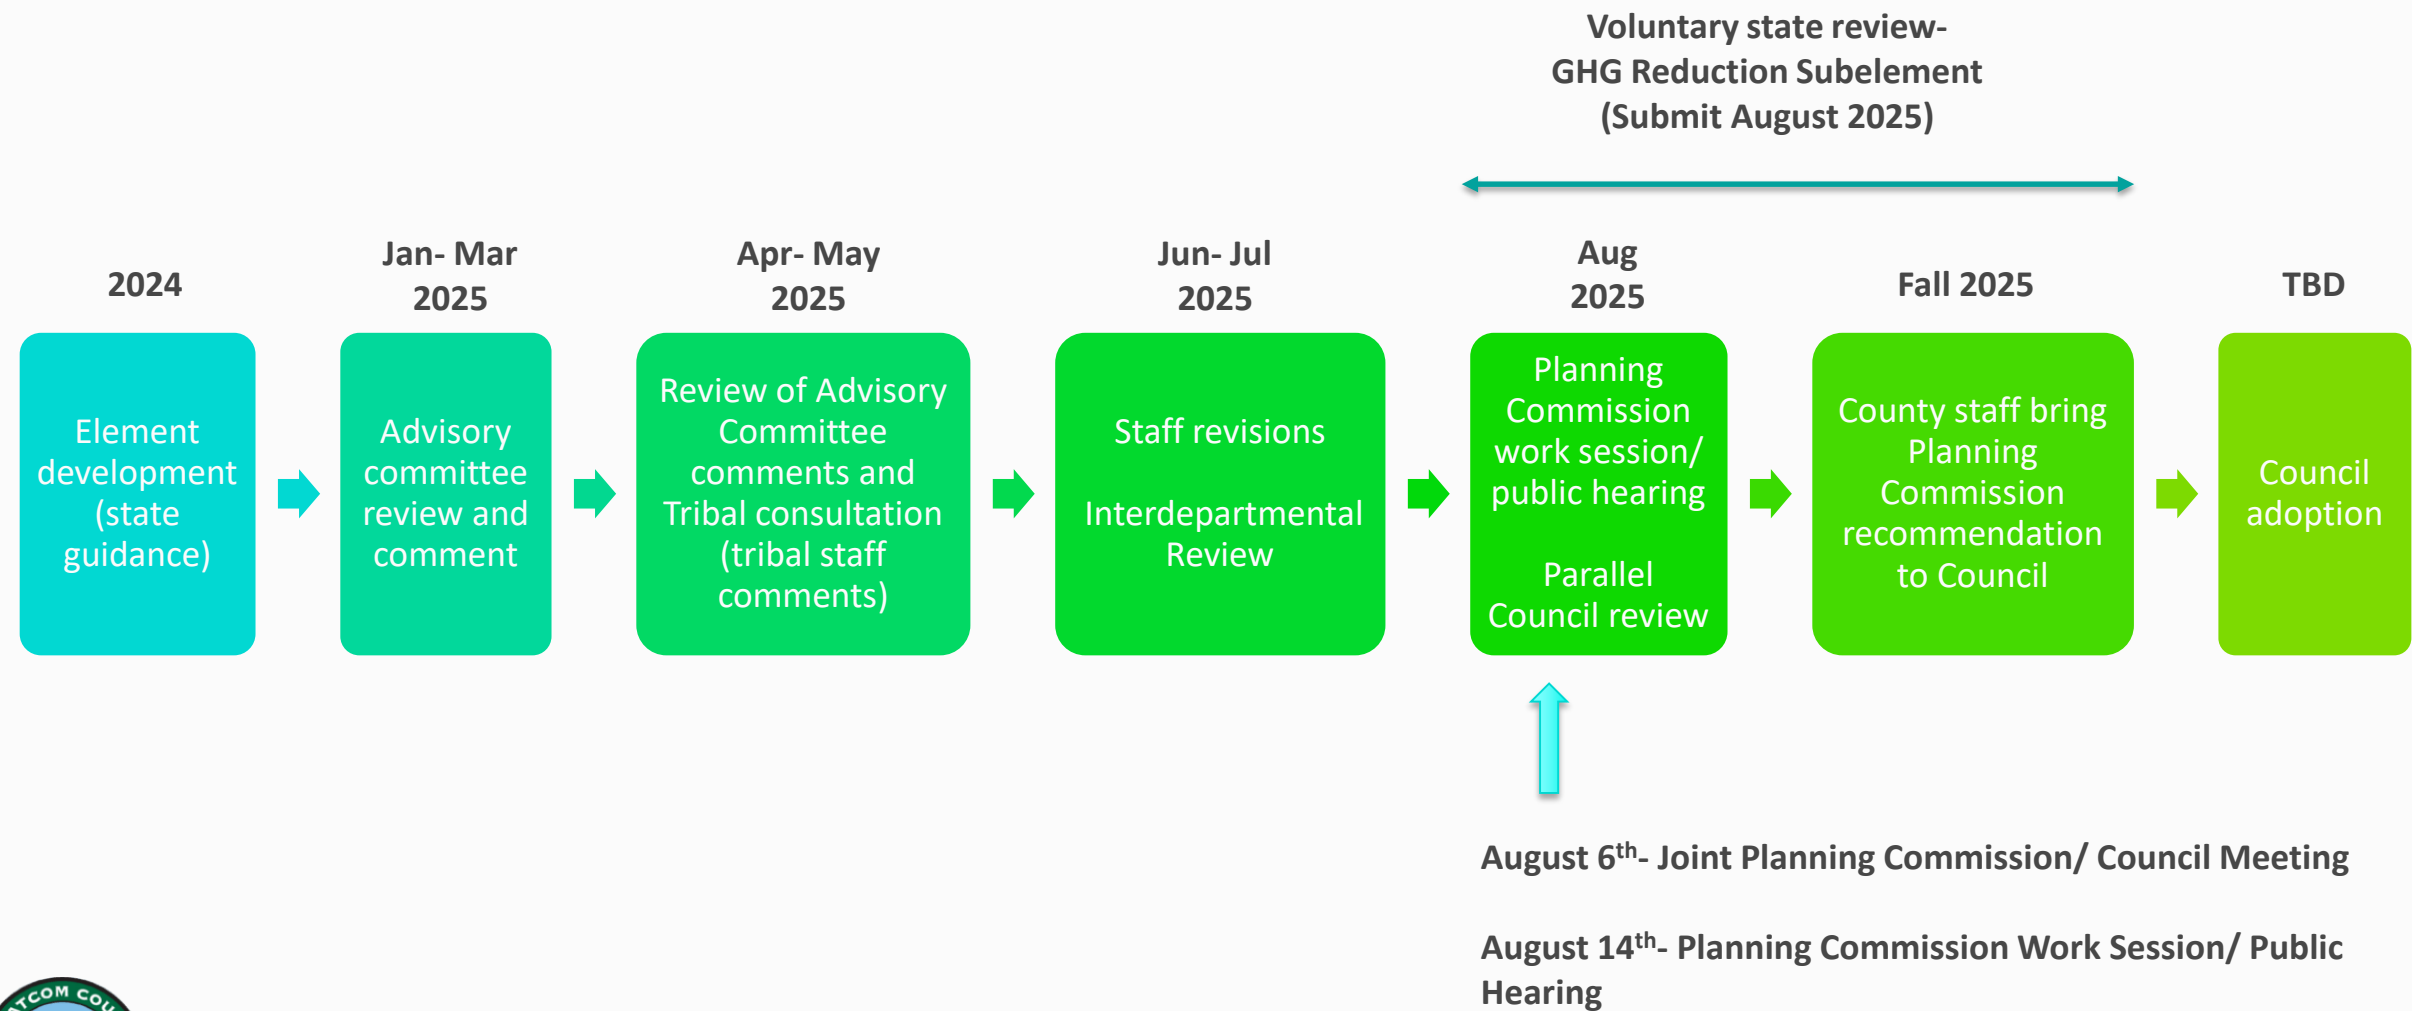 Voluntary state review-
GHG Reduction Subelement
(Submit August 2025)
2024
Jan- Mar
2025
Apr- May
2025
Jun- Jul
2025
Aug
2025
Fall 2025
TBD
Element
development
(state
guidance)
Advisory
committee
review and
comment
Review of Advisory
Committee
comments and
Tribal consultation
(tribal staff
comments)
Staff revisions
Interdepartmental
Review
Planning
Commission
work session/
public hearing
Parallel
Council review
County staff bring
Planning
Commission
recommendation
to Council
Council
adoption
August 6th- Joint Planning Commission/ Council Meeting
August 14th- Planning Commission Work Session/ Public
Hearing